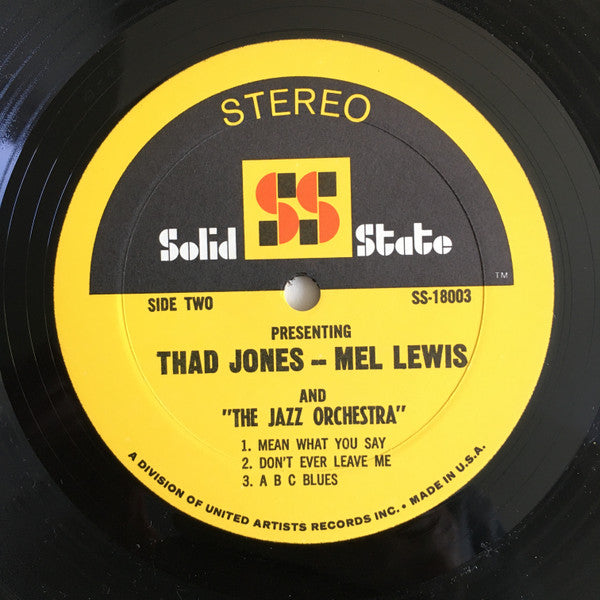 STEREO
SS
Solid State
TM
SIDE TWO SS-18003
PRESENTING
THAD JONES – MEL LEWIS
AND
"THE JAZZ ORCHESTRA"
1. MEAN WHAT YOU SAY
2. DON'T EVER LEAVE ME
3. A B C BLUES
A DIVISION OF UNITED ARTISTS RECORDS INC. • MADE IN U.S.A.